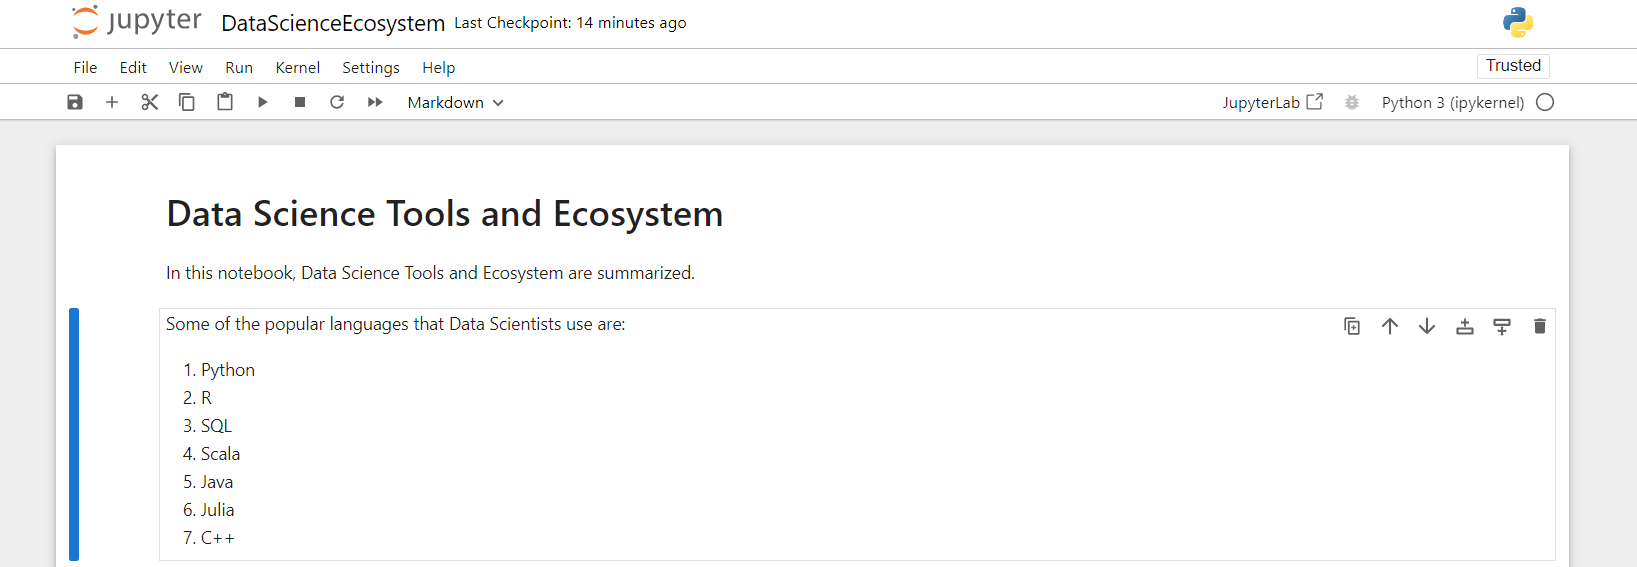 jupyter DataScienceEcosystem Last Checkpoint: 14 minutes ago
File Edit View Run Kernel Settings Help Trusted
Markdown JupyterLab Python 3 (ipykernel)
Data Science Tools and Ecosystem
In this notebook, Data Science Tools and Ecosystem are summarized.
Some of the popular languages that Data Scientists use are:
1. Python
2. R
3. SQL
4. Scala
5. Java
6. Julia
7. C++